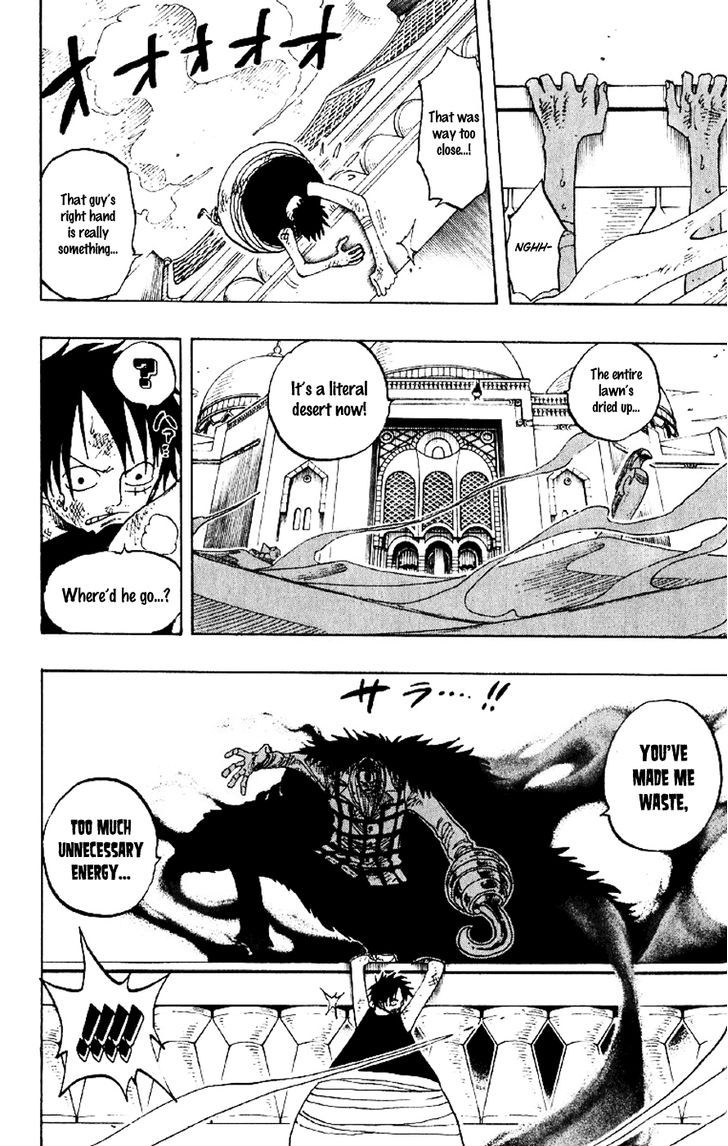 NGHH-
That was
way too
close...!
オオオオオ
That guy's
right hand
is really
something...
The entire
lawn's
dried up...
It's a literal
desert now!
?
ハァ…
Where'd he go...?
サラ‥‥!!
YOU'VE
MADE ME
WASTE,
TOO MUCH
UNNECESSARY
ENERGY...
!!!!